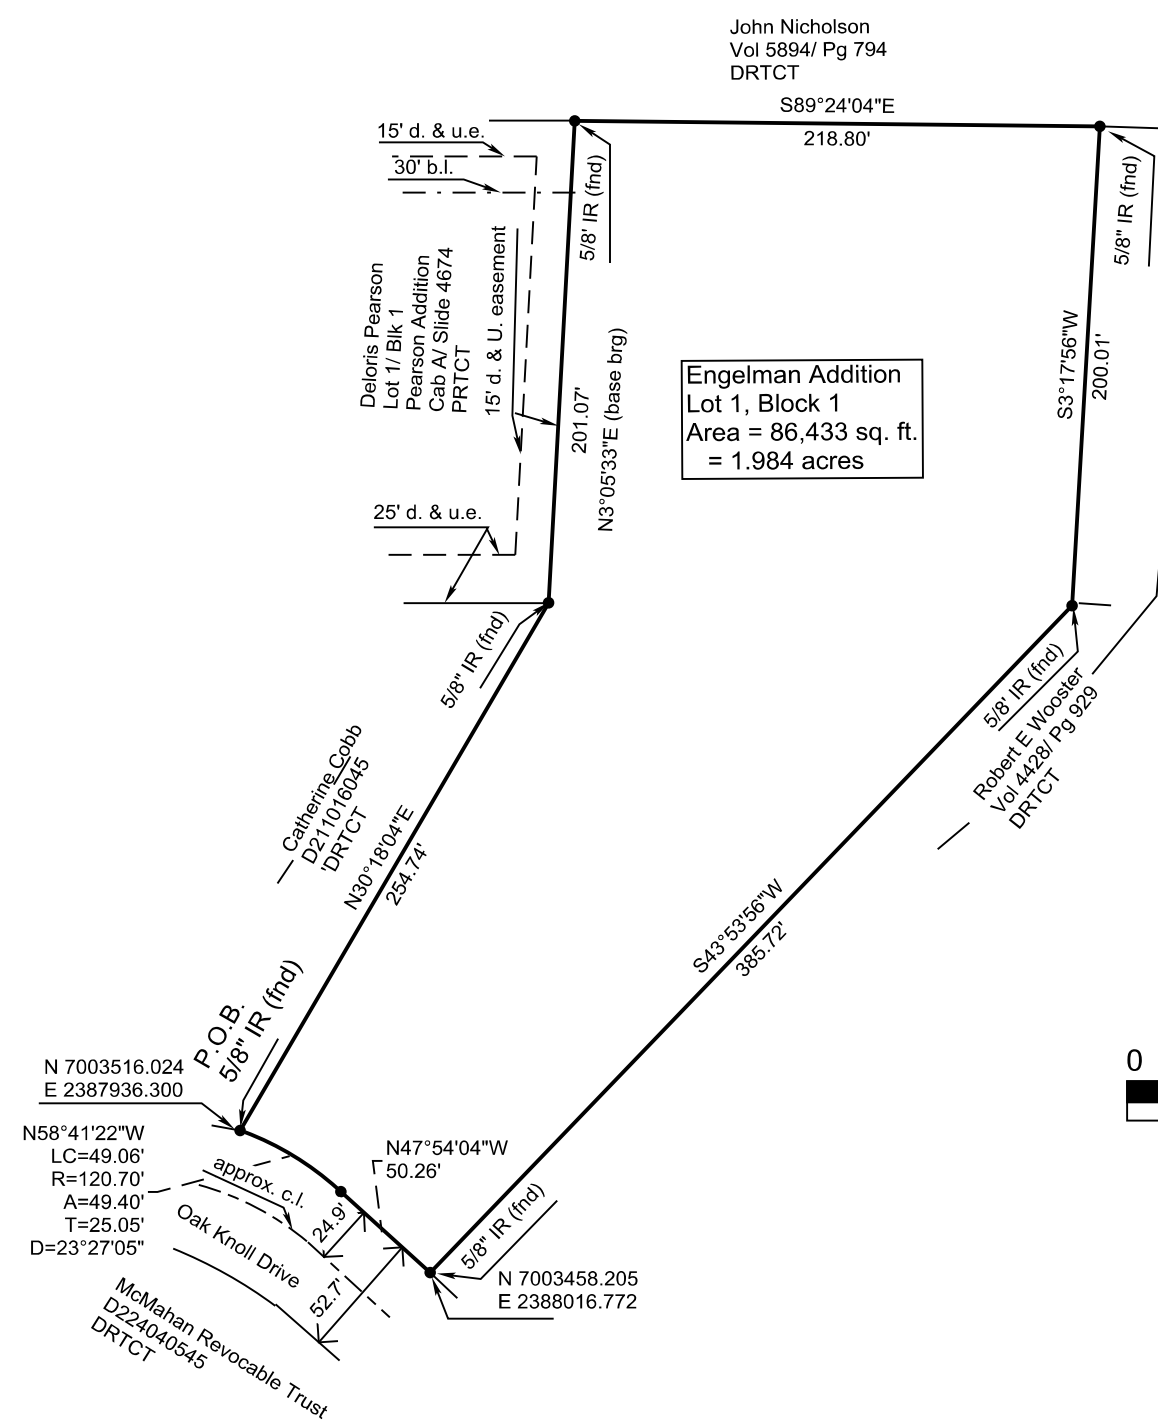 John Nicholson
Vol 5894/ Pg 794
DRTCT
S89°24'04"E
218.80'
15' d. & u.e.
30' b.l.
5/8' IR (fnd)
5/8" IR (fnd)
Deloris Pearson
Lot 1/ Blk 1
Pearson Addition
Cab A/ Slide 4674
PRTCT
15' d. & U. easement
201.07'
N3°05'33"E (base brg)
Engelman Addition
Lot 1, Block 1
Area = 86,433 sq. ft.
= 1.984 acres
S3°17'56"W
200.01'
25' d. & u.e.
5/8" IR (fnd)
5/8' IR (fnd)
Robert E Wooster
Vol 4428/ Pg 929
DRTCT
Catherine Cobb
D211016045
'DRTCT
N30°18'04"E
254.74'
S43°53'56"W
385.72'
P.O.B.
5/8" IR (fnd)
N 7003516.024
E 2387936.300
0
N58°41'22"W
LC=49.06'
R=120.70'
A=49.40'
T=25.05'
D=23°27'05"
N47°54'04"W
50.26'
approx. c.l.
24.9'
Oak Knoll Drive
52.7'
5/8" IR (fnd)
N 7003458.205
E 2388016.772
McMahan Revocable Trust
D224040545
DRTCT